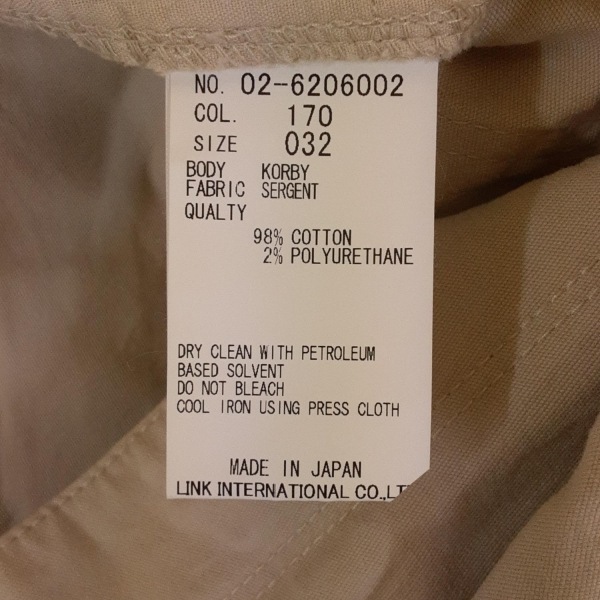 NO. 02-6206002
COL. 170
SIZE 032
BODY KORBY
FABRIC SERGENT
QUALTY
98% COTTON
2% POLYURETHANE
DRY CLEAN WITH PETROLEUM
BASED SOLVENT
DO NOT BLEACH
COOL IRON USING PRESS CLOTH
MADE IN JAPAN
LINK INTERNATIONAL CO.,LT